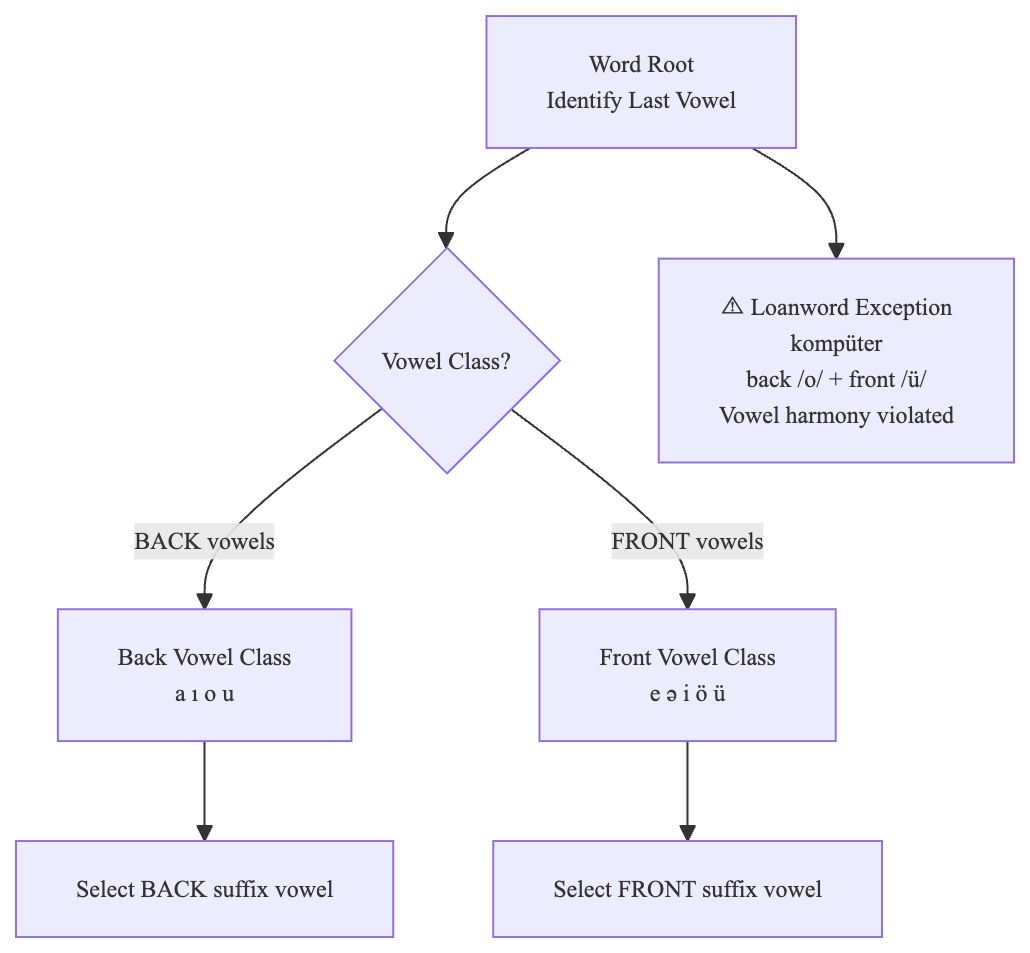 Word Root
Identify Last Vowel
Vowel Class?
⚠ Loanword Exception
kompüter
back /o/ + front /ü/
Vowel harmony violated
BACK vowels
FRONT vowels
Back Vowel Class
a ı o u
Front Vowel Class
e ə i ö ü
Select BACK suffix vowel
Select FRONT suffix vowel